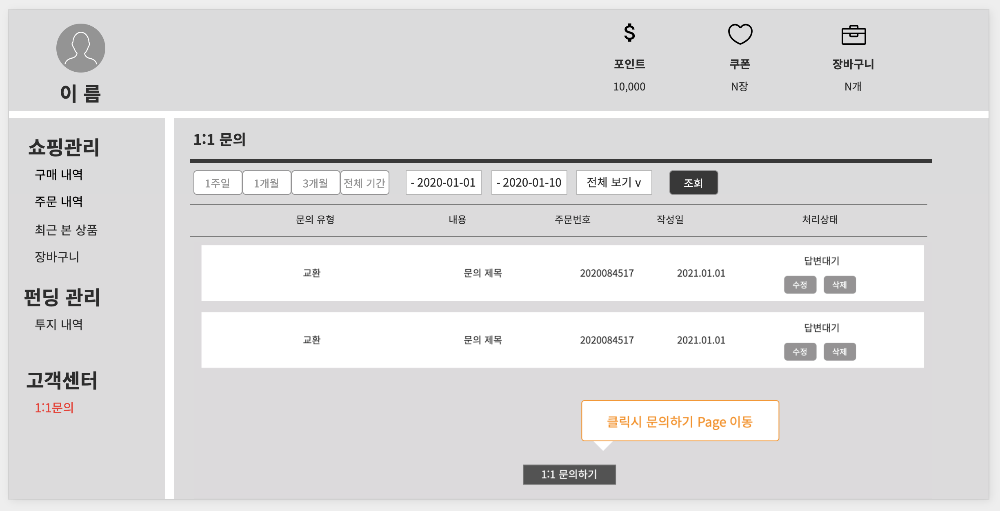 이 름
포인트
10,000
쿠폰
N장
장바구니
N개
쇼핑관리
구매 내역
주문 내역
최근 본 상품
장바구니
펀딩 관리
투지 내역
고객센터
1:1문의
1:1 문의
1주일 1개월 3개월 전체 기간 - 2020-01-01 - 2020-01-10 전체 보기 v 조회
문의 유형 내용 주문번호 작성일 처리상태
교환 문의 제목 2020084517 2021.01.01 답변대기
수정 삭제
교환 문의 제목 2020084517 2021.01.01 답변대기
수정 삭제
클릭시 문의하기 Page 이동
1:1 문의하기